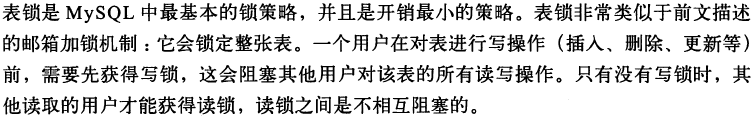 表锁是 MySQL 中最基本的锁策略，并且是开销最小的策略。表锁非常类似于前文描述
的邮箱加锁机制：它会锁定整张表。一个用户在对表进行写操作（插入、删除、更新等）
前，需要先获得写锁，这会阻塞其他用户对该表的所有读写操作。只有没有写锁时，其
他读取的用户才能获得读锁，读锁之间是不相互阻塞的。